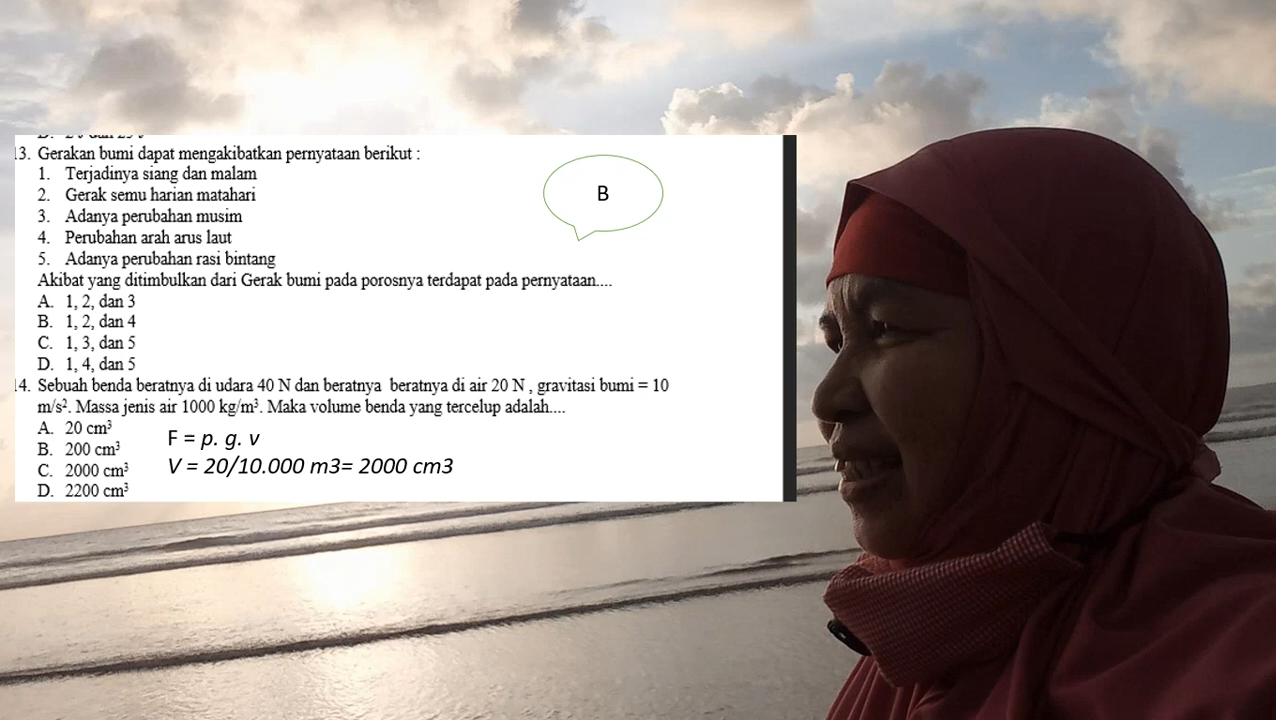 13. Gerakan bumi dapat mengakibatkan pernyataan berikut :
1. Terjadinya siang dan malam
B
2. Gerak semu harian matahari
3. Adanya perubahan musim
4. Perubahan arah arus laut
5. Adanya perubahan rasi bintang
Akibat yang ditimbulkan dari Gerak bumi pada porosnya terdapat pada pernyataan....
A. 1, 2, dan 3
B. 1, 2, dan 4
C. 1, 3, dan 5
D. 1, 4, dan 5
14. Sebuah benda beratnya di udara 40 N dan beratnya beratnya di air 20 N , gravitasi bumi = 10
m/s². Massa jenis air 1000 kg/m³. Maka volume benda yang tercelup adalah....
A. 20 cm³
B. 200 cm³
C. 2000 cm³
D. 2200 cm³
F = p. g. v
V = 20/10.000 m3= 2000 cm3